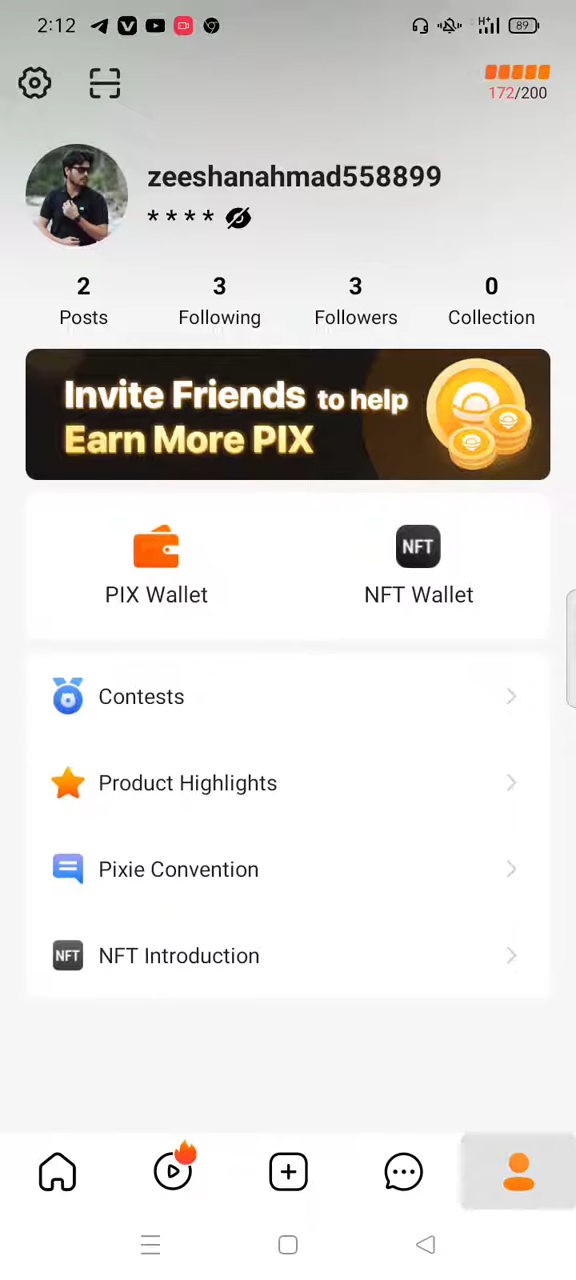 2:12 H+ 89
172/200
zeeshanahmad558899
****
2 3 3 0
Posts Following Followers Collection
Invite Friends to help
Earn More PIX
NFT
PIX Wallet NFT Wallet
Contests
Product Highlights
Pixie Convention
NFT NFT Introduction